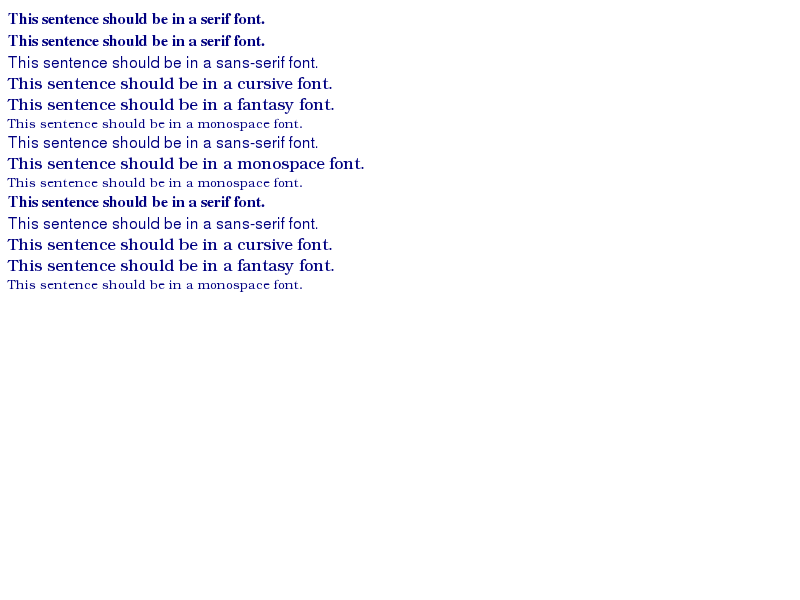 This sentence should be in a serif font.
This sentence should be in a serif font.
This sentence should be in a sans-serif font.
This sentence should be in a cursive font.
This sentence should be in a fantasy font.
This sentence should be in a monospace font.
This sentence should be in a sans-serif font.
This sentence should be in a monospace font.
This sentence should be in a monospace font.
This sentence should be in a serif font.
This sentence should be in a sans-serif font.
This sentence should be in a cursive font.
This sentence should be in a fantasy font.
This sentence should be in a monospace font.